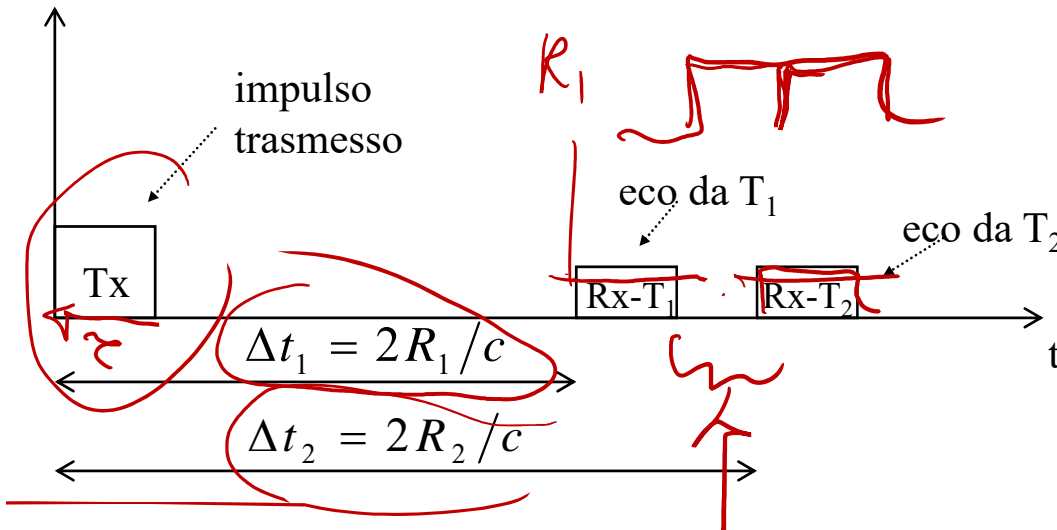 impulso
trasmesso
R₁
eco da T₁
eco da T₂
Tx
Rx-T₁
Rx-T₂
τ
t
Δt₁ = 2R₁/c
Δt₂ = 2R₂/c